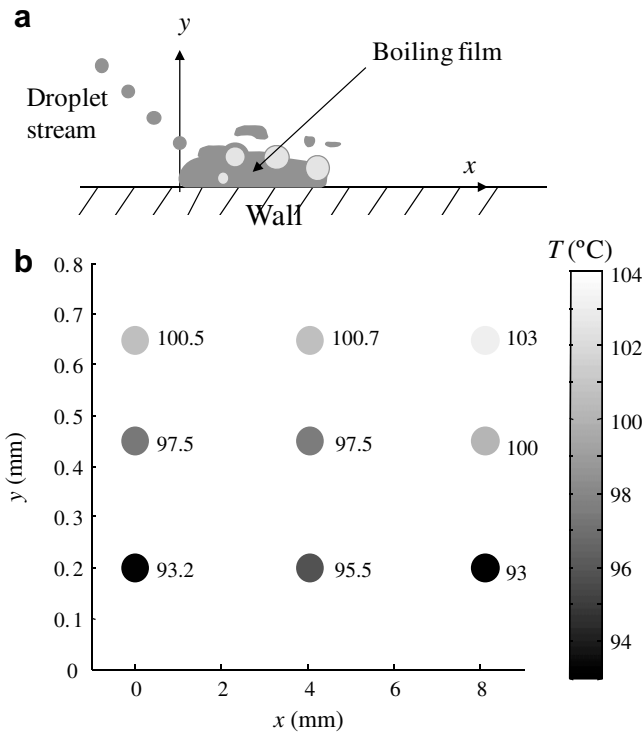 a
y
Boiling film
Droplet
stream
x
Wall
b
T (°C)
0.8
0.7
0.6
0.5
0.4
0.3
0.2
0.1
0
y (mm)
100.5
100.7
103
97.5
97.5
100
93.2
95.5
93
0
2
4
6
8
x (mm)
104
102
100
98
96
94